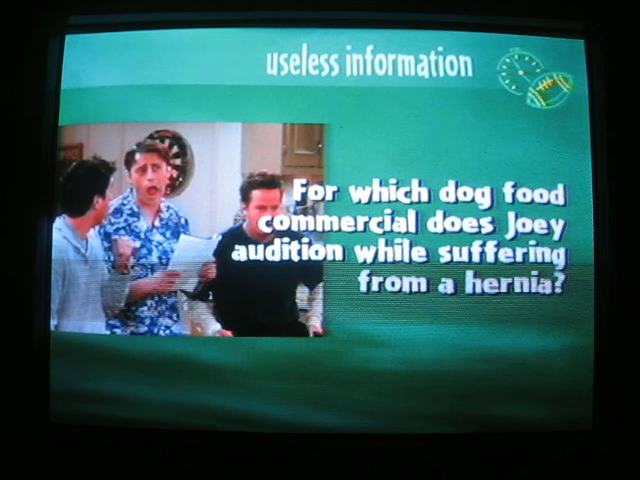 useless information
For which dog food
commercial does Joey
audition while suffering
from a hernia?